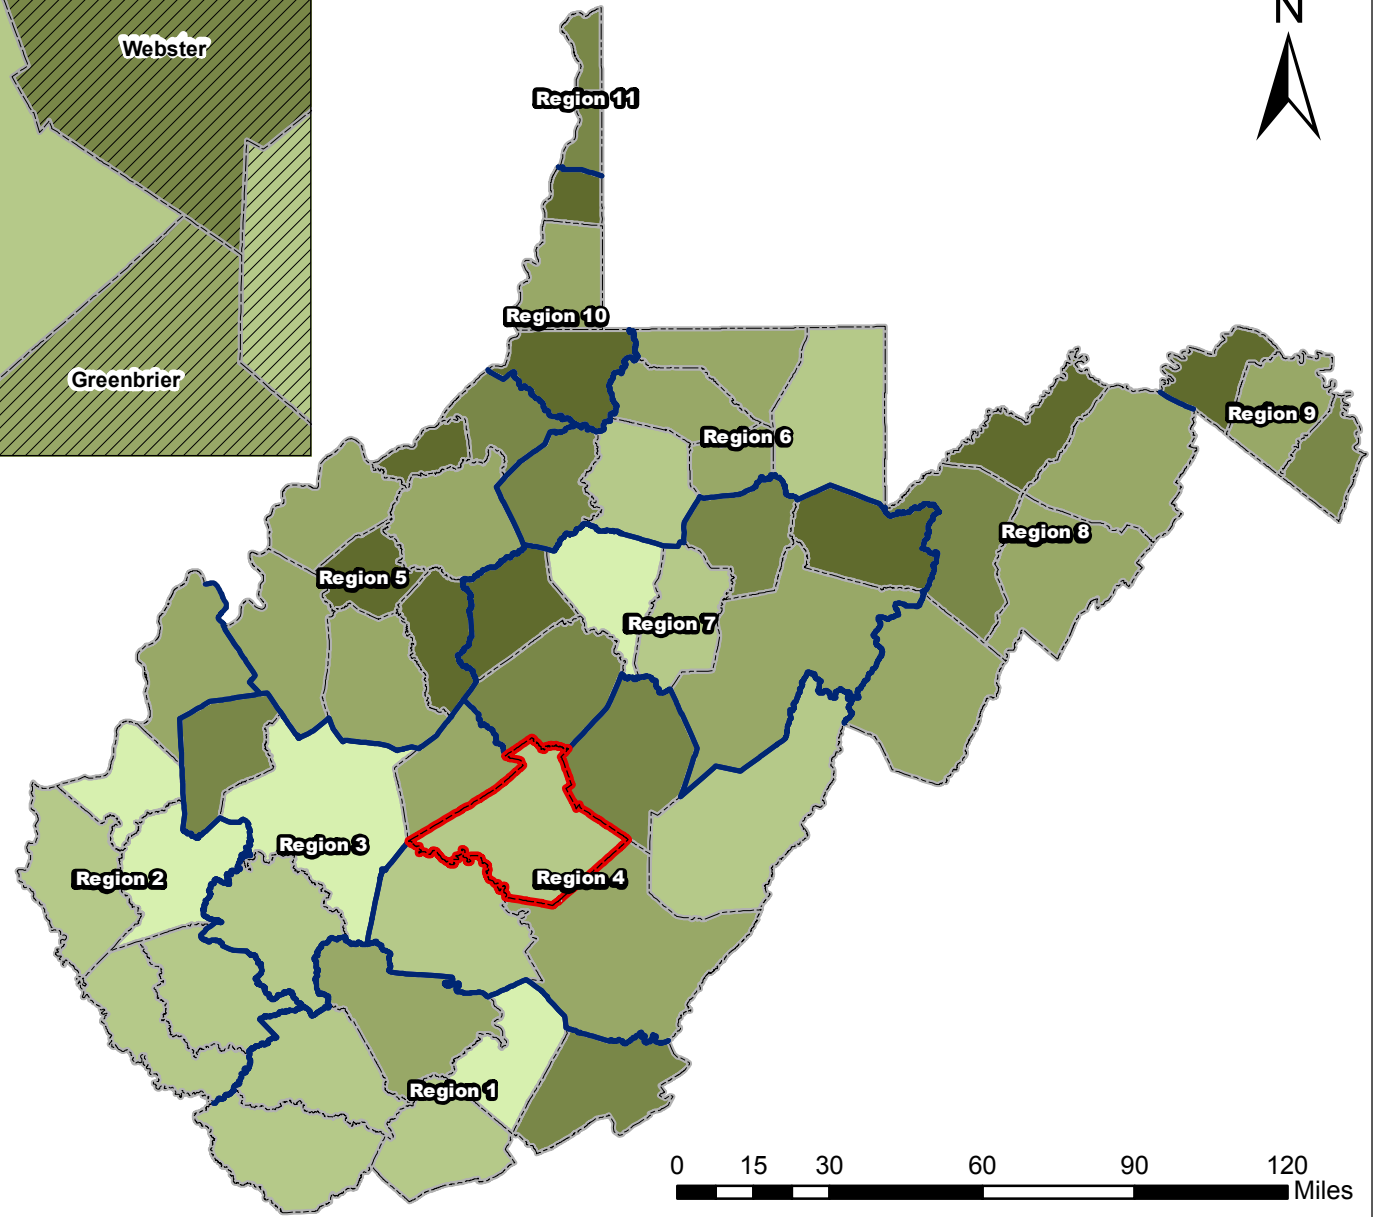 N
Webster
Greenbrier
Region 11
Region 10
Region 6
Region 9
Region 8
Region 5
Region 7
Region 3
Region 2
Region 4
Region 1
0 15 30 60 90 120
Miles